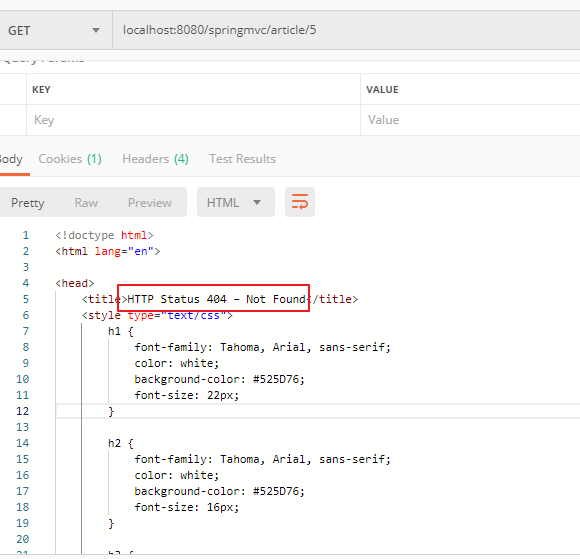 GET localhost:8080/springmvc/article/5
Query Params
KEY VALUE
Key Value
Body Cookies (1) Headers (4) Test Results
Pretty Raw Preview HTML
1 <!doctype html>
2 <html lang="en">
3
4 <head>
5 <title>HTTP Status 404 – Not Found</title>
6 <style type="text/css">
7 h1 {
8 font-family: Tahoma, Arial, sans-serif;
9 color: white;
10 background-color: #525D76;
11 font-size: 22px;
12 }
13
14 h2 {
15 font-family: Tahoma, Arial, sans-serif;
16 color: white;
17 background-color: #525D76;
18 font-size: 16px;
19 }
20
21 h3 {